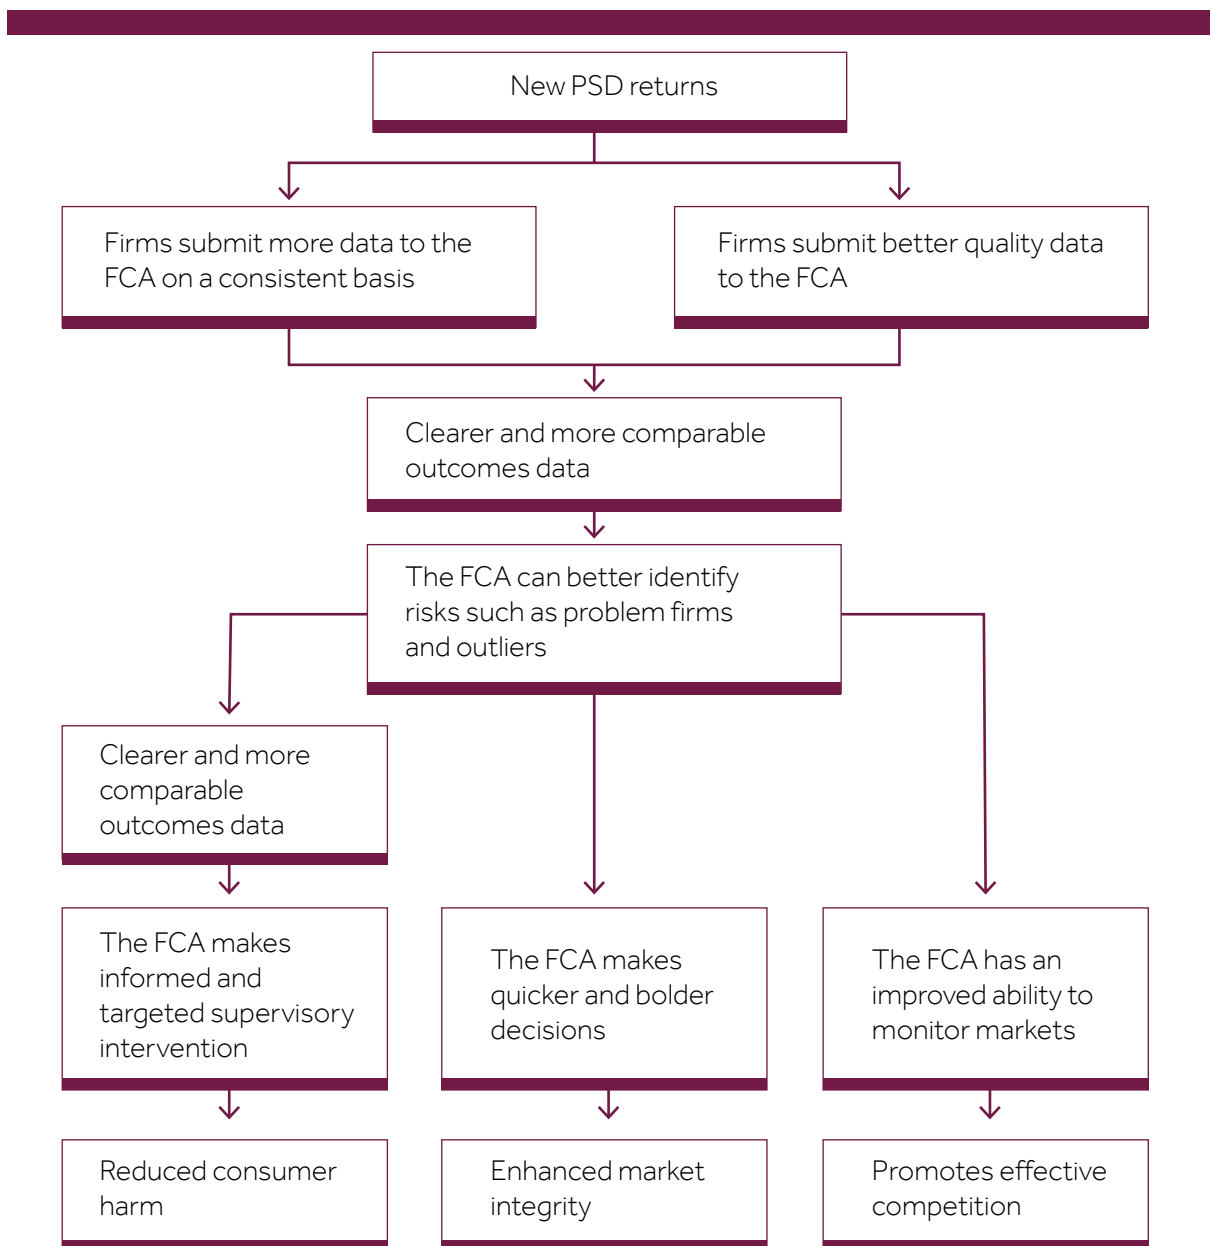 New PSD returns
Firms submit more data to the
FCA on a consistent basis
Firms submit better quality data
to the FCA
Clearer and more comparable
outcomes data
The FCA can better identify
risks such as problem firms
and outliers
Clearer and more
comparable
outcomes data
The FCA makes
informed and
targeted supervisory
intervention
The FCA makes
quicker and bolder
decisions
The FCA has an
improved ability to
monitor markets
Reduced consumer
harm
Enhanced market
integrity
Promotes effective
competition